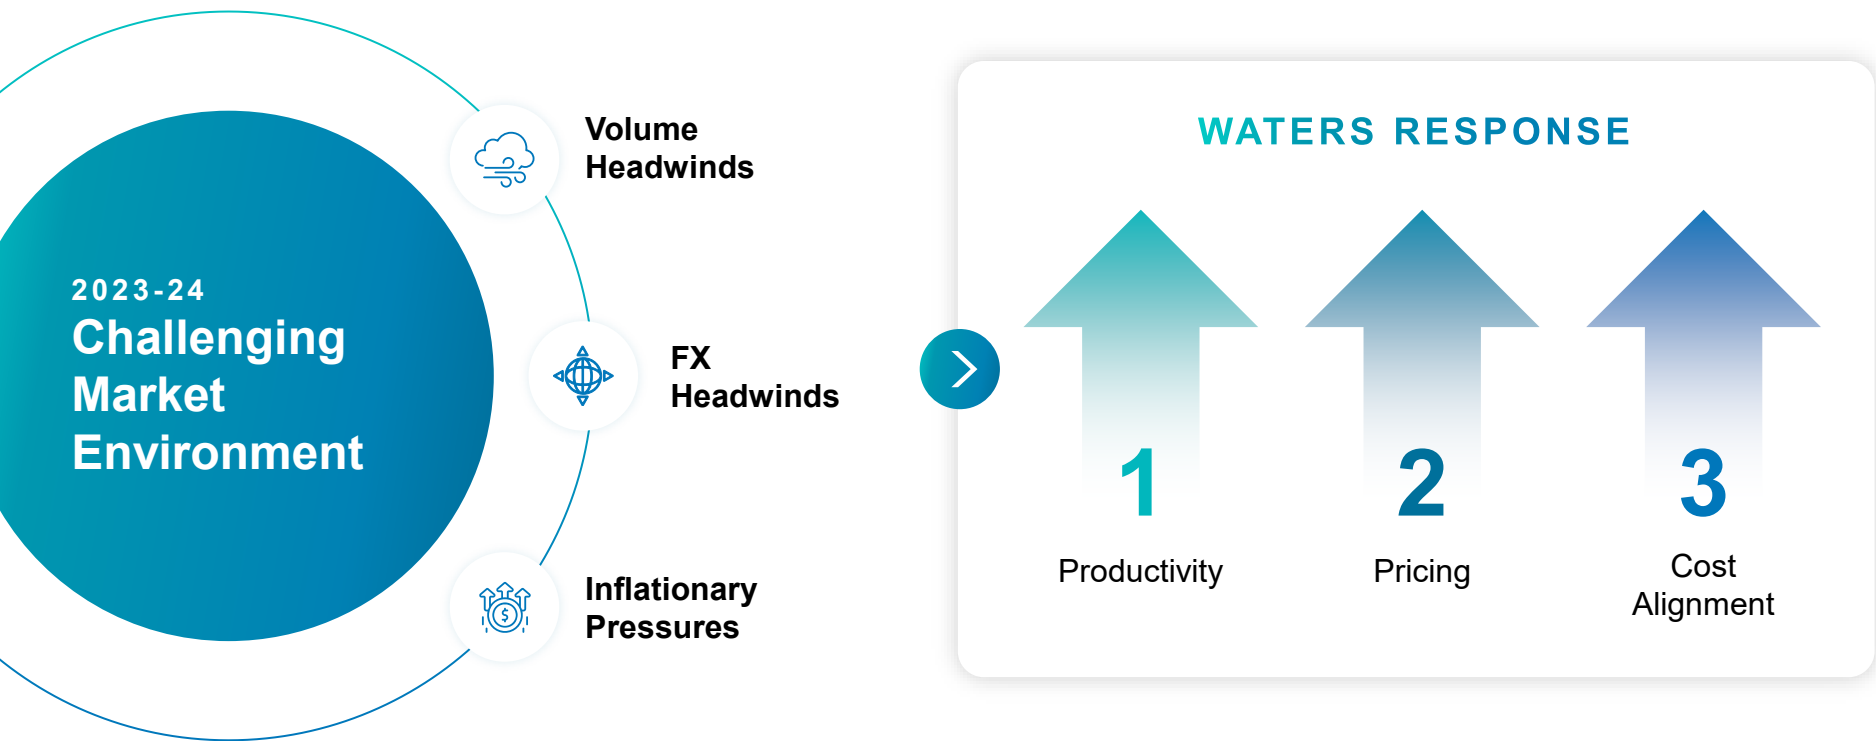 2023-24
Challenging
Market
Environment
Volume
Headwinds
FX
Headwinds
Inflationary
Pressures
$
WATERS RESPONSE
1
2
3
Productivity
Pricing
Cost
Alignment